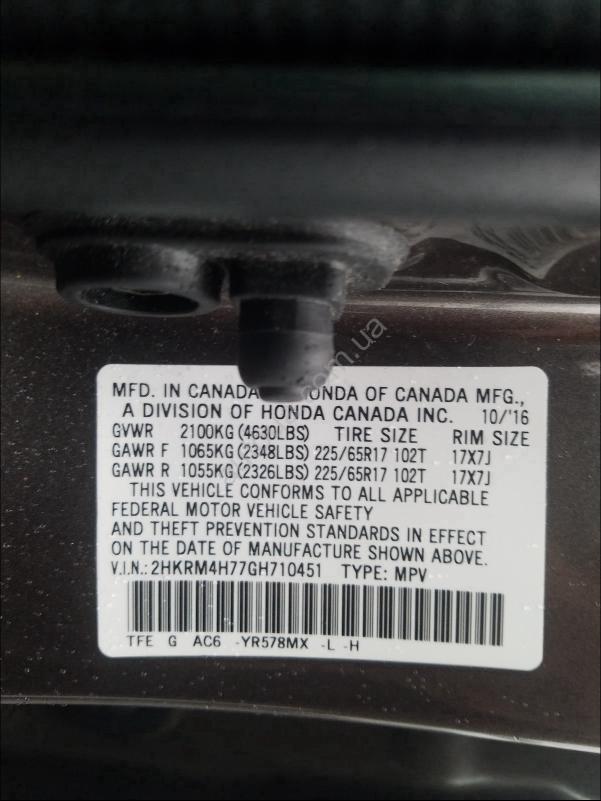 MFD. IN CANADA HONDA OF CANADA MFG.,
A DIVISION OF HONDA CANADA INC. 10/'16
GVWR 2100KG(4630LBS) TIRE SIZE RIM SIZE
GAWR F 1065KG(2348LBS) 225/65R17 102T 17X7J
GAWR R 1055KG(2326LBS) 225/65R17 102T 17X7J
THIS VEHICLE CONFORMS TO ALL APPLICABLE
FEDERAL MOTOR VEHICLE SAFETY
AND THEFT PREVENTION STANDARDS IN EFFECT
ON THE DATE OF MANUFACTURE SHOWN ABOVE.
V.I.N.: 2HKRM4H77GH710451 TYPE: MPV
TFE G AC6 -YR578MX -L -H